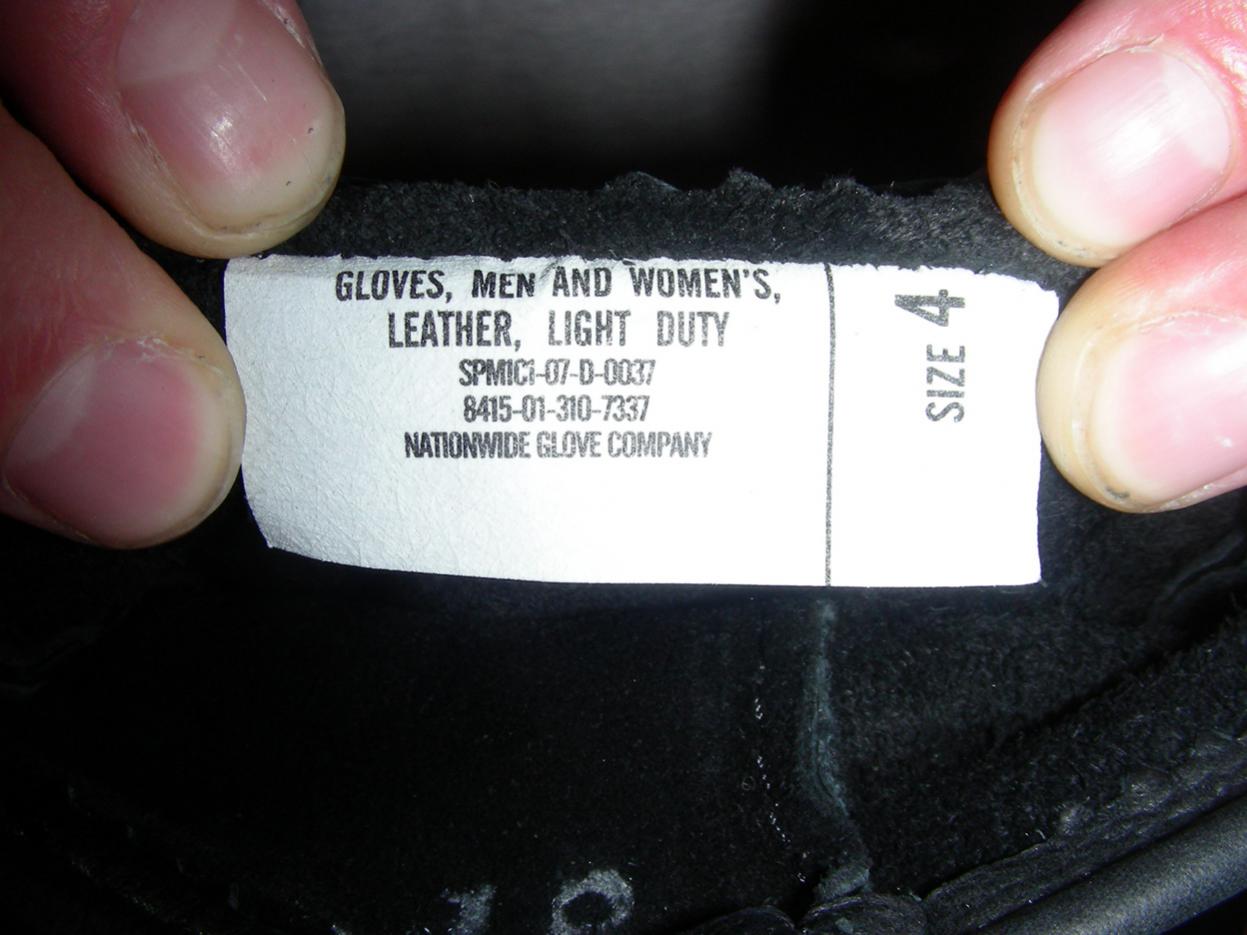 GLOVES, MEN AND WOMEN'S,
LEATHER, LIGHT DUTY
SPM1C1-07-D-0037
8415-01-310-7337
NATIONWIDE GLOVE COMPANY
SIZE 4